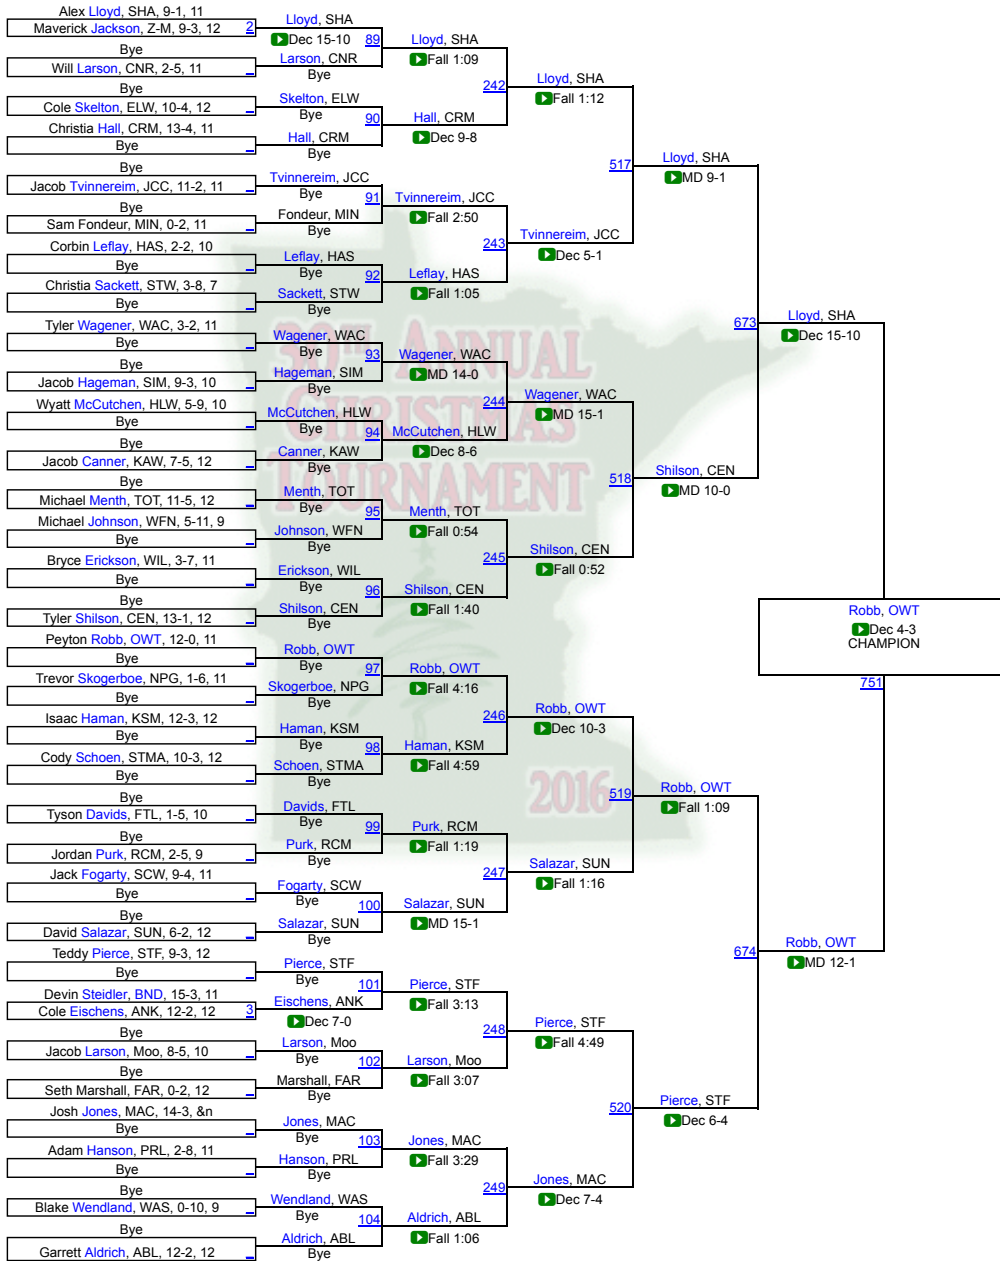 Alex Lloyd, SHA, 9-1, 11
Maverick Jackson, Z-M, 9-3, 12 2
Bye
Will Larson, CNR, 2-5, 11
Bye
Cole Skelton, ELW, 10-4, 12
Christia Hall, CRM, 13-4, 11
Bye
Bye
Jacob Tvinnereim, JCC, 11-2, 11
Bye
Sam Fondeur, MIN, 0-2, 11
Corbin Leflay, HAS, 2-2, 10
Bye
Christia Sackett, STW, 3-8, 7
Bye
Tyler Wagener, WAC, 3-2, 11
Bye
Bye
Jacob Hageman, SIM, 9-3, 10
Wyatt McCutchen, HLW, 5-9, 10
Bye
Bye
Jacob Canner, KAW, 7-5, 12
Bye
Michael Menth, TOT, 11-5, 12
Michael Johnson, WFN, 5-11, 9
Bye
Bryce Erickson, WIL, 3-7, 11
Bye
Bye
Tyler Shilson, CEN, 13-1, 12
Peyton Robb, OWT, 12-0, 11
Bye
Trevor Skogerboe, NPG, 1-6, 11
Bye
Isaac Haman, KSM, 12-3, 12
Bye
Cody Schoen, STMA, 10-3, 12
Bye
Bye
Tyson Davids, FTL, 1-5, 10
Bye
Jordan Purk, RCM, 2-5, 9
Jack Fogarty, SCW, 9-4, 11
Bye
Bye
David Salazar, SUN, 6-2, 12
Teddy Pierce, STF, 9-3, 12
Bye
Devin Steidler, BND, 15-3, 11
Cole Eischens, ANK, 12-2, 12 3
Bye
Jacob Larson, Moo, 8-5, 10
Bye
Seth Marshall, FAR, 0-2, 12
Josh Jones, MAC, 14-3, &n
Bye
Adam Hanson, PRL, 2-8, 11
Bye
Bye
Blake Wendland, WAS, 0-10, 9
Bye
Garrett Aldrich, ABL, 12-2, 12
Lloyd, SHA
Dec 15-10
89
Larson, CNR
Bye
Skelton, ELW
Bye
90
Hall, CRM
Bye
Tvinnereim, JCC
Bye
91
Fondeur, MIN
Bye
Leflay, HAS
Bye
92
Sackett, STW
Bye
Wagener, WAC
Bye
93
Hageman, SIM
Bye
McCutchen, HLW
Bye
94
Canner, KAW
Bye
Menth, TOT
Bye
95
Johnson, WFN
Bye
Erickson, WIL
Bye
96
Shilson, CEN
Bye
Robb, OWT
Bye
97
Skogerboe, NPG
Bye
Haman, KSM
Bye
98
Schoen, STMA
Bye
Davids, FTL
Bye
99
Purk, RCM
Bye
Fogarty, SCW
Bye
100
Salazar, SUN
Bye
Pierce, STF
Bye
101
Eischens, ANK
Dec 7-0
Larson, Moo
Bye
102
Marshall, FAR
Bye
Jones, MAC
Bye
103
Hanson, PRL
Bye
Wendland, WAS
Bye
104
Aldrich, ABL
Bye
Lloyd, SHA
Fall 1:09
242
Hall, CRM
Dec 9-8
Tvinnereim, JCC
Fall 2:50
243
Leflay, HAS
Fall 1:05
Wagener, WAC
MD 14-0
244
McCutchen, HLW
Dec 8-6
Menth, TOT
Fall 0:54
245
Shilson, CEN
Fall 1:40
Robb, OWT
Fall 4:16
246
Haman, KSM
Fall 4:59
Purk, RCM
Fall 1:19
247
Salazar, SUN
MD 15-1
Pierce, STF
Fall 3:13
248
Larson, Moo
Fall 3:07
Jones, MAC
Fall 3:29
249
Aldrich, ABL
Fall 1:06
Lloyd, SHA
Fall 1:12
517
Tvinnereim, JCC
Dec 5-1
Wagener, WAC
MD 15-1
518
Shilson, CEN
Fall 0:52
Robb, OWT
Dec 10-3
519
Salazar, SUN
Fall 1:16
Pierce, STF
Fall 4:49
520
Jones, MAC
Dec 7-4
Lloyd, SHA
MD 9-1
673
Shilson, CEN
MD 10-0
Robb, OWT
Fall 1:09
674
Pierce, STF
Dec 6-4
Lloyd, SHA
Dec 15-10
751
Robb, OWT
MD 12-1
Robb, OWT
Dec 4-3
CHAMPION
30TH ANNUAL
CHRISTMAS
TOURNAMENT
2016